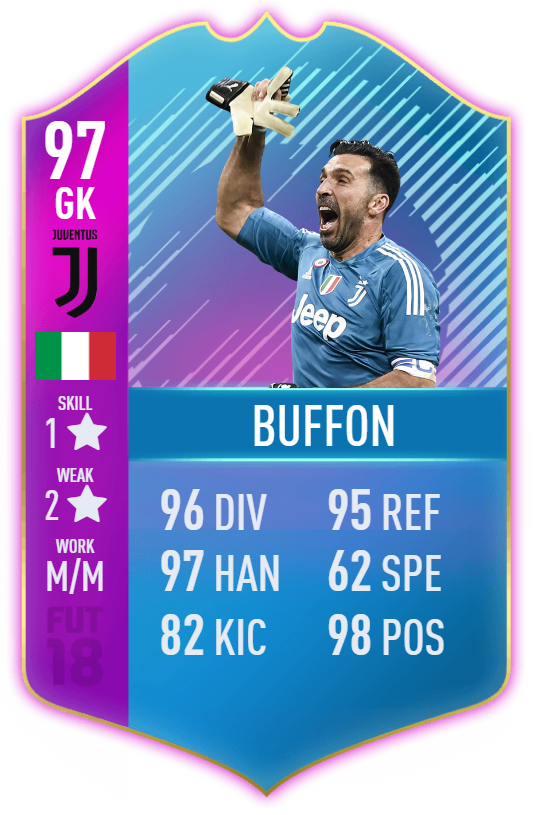 97
GK
JUVENTUS
SKILL
1
WEAK
2
WORK
M/M
FUT
18
Jeep
BUFFON
96 DIV 95 REF
97 HAN 62 SPE
82 KIC 98 POS